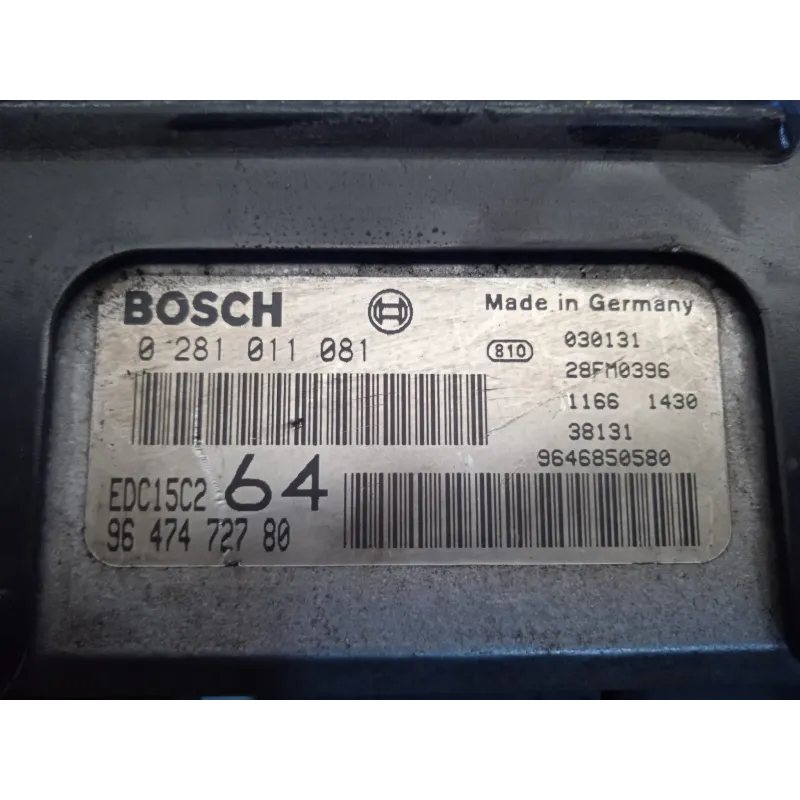 BOSCH Made in Germany
0 281 011 081 810 030131
28FM0396
1166 1430
38131
9646850580
EDC15C2 64
96 474 727 80